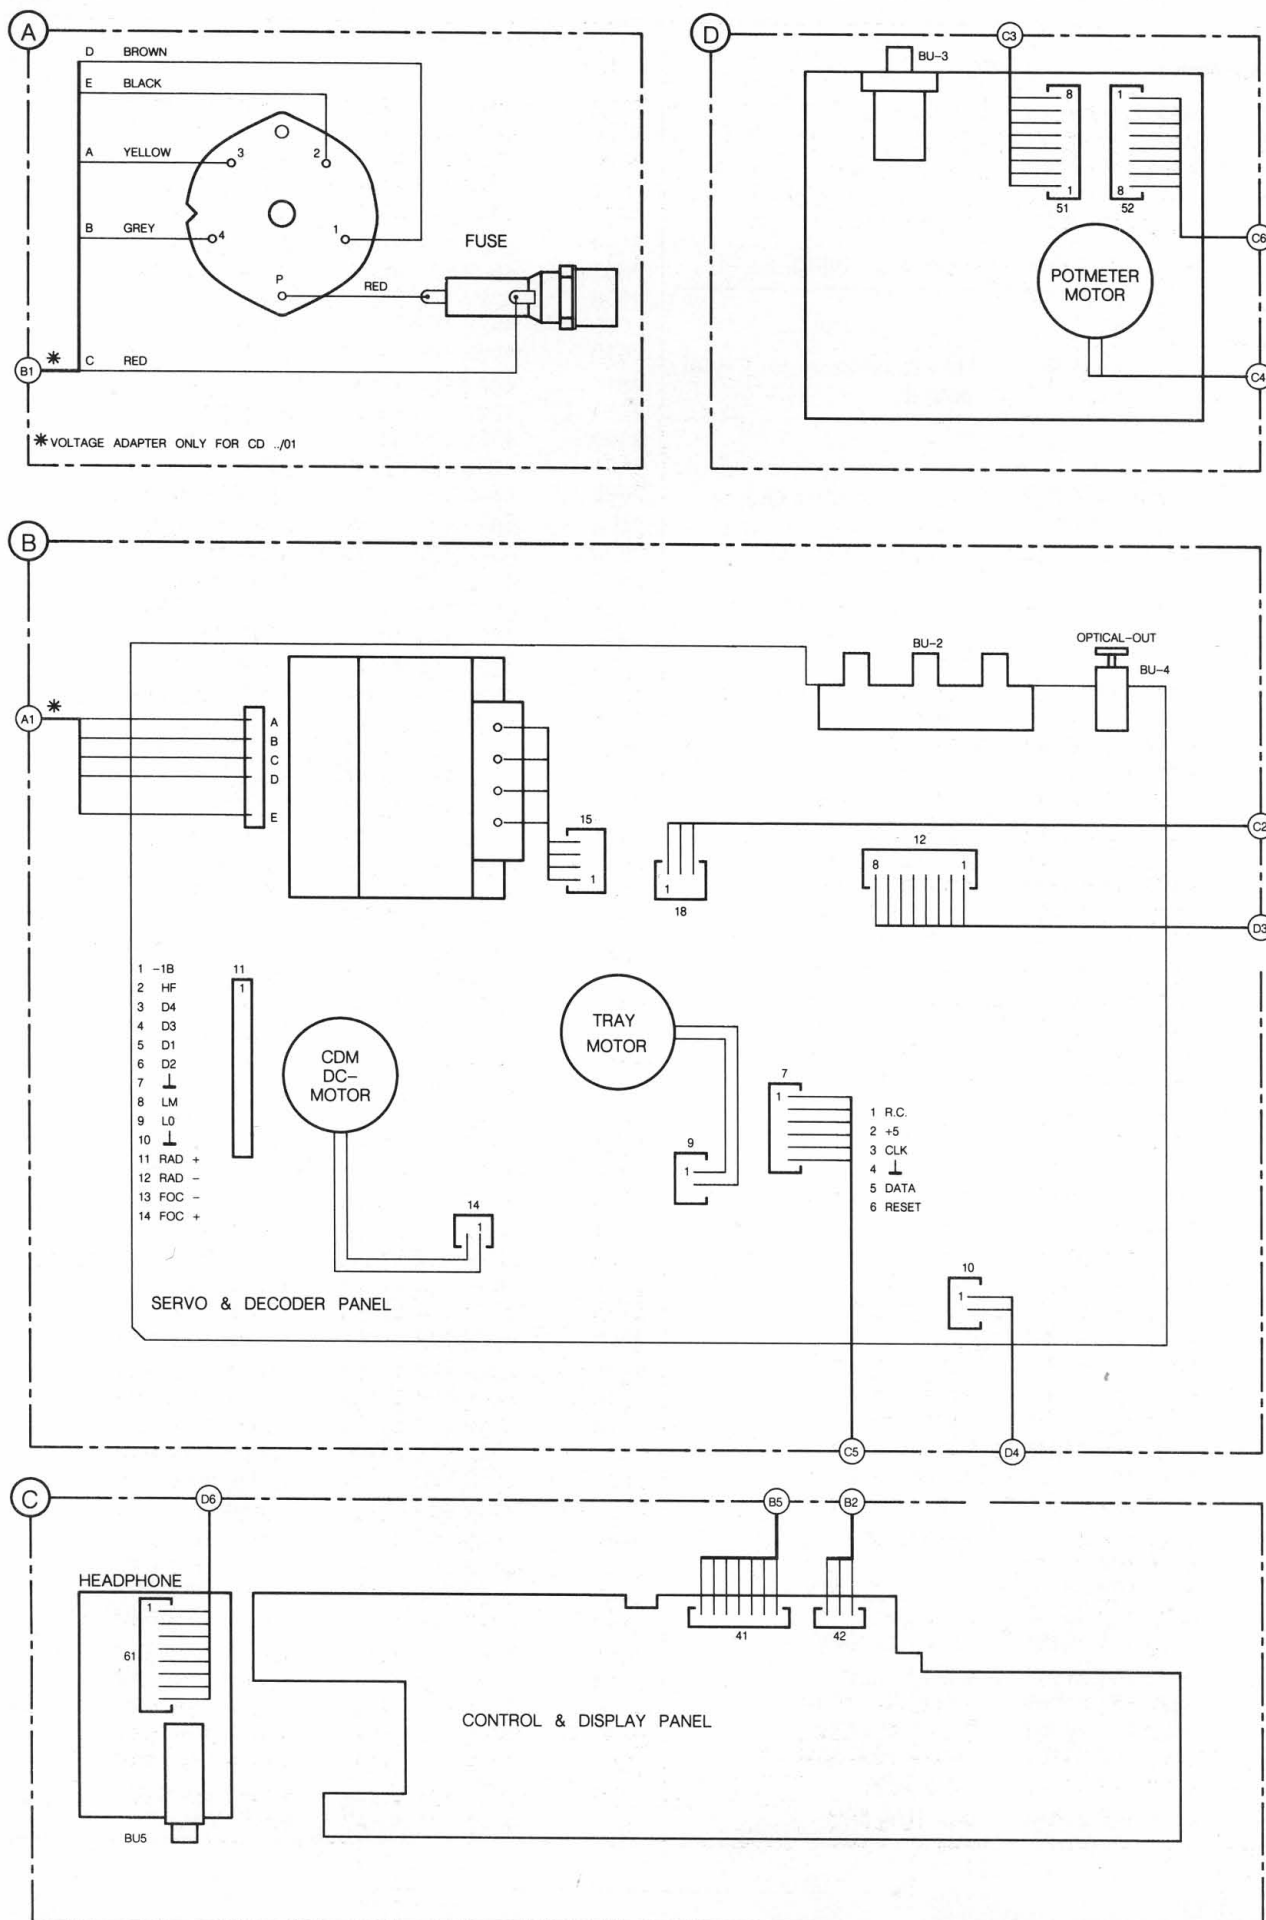 A
D BROWN
E BLACK
A YELLOW
3
2
B GREY
4
1
FUSE
P
RED
C RED
B1
*
*VOLTAGE ADAPTER ONLY FOR CD ../01
D
C3
BU-3
8
1
1
8
51
52
C6
POTMETER
MOTOR
C4
B
OPTICAL-OUT
BU-2
BU-4
A1
*
A
B
C
D
E
15
1
1
18
C2
12
8
1
D3
1 -1B
2 HF
3 D4
4 D3
5 D1
6 D2
7 ⊥
8 LM
9 L0
10 ⊥
11 RAD +
12 RAD -
13 FOC -
14 FOC +
11
1
CDM
DC-
MOTOR
TRAY
MOTOR
7
1
1 R.C.
2 +5
3 CLK
4 ⊥
5 DATA
6 RESET
9
1
14
1
10
1
SERVO & DECODER PANEL
C5
D4
C
D6
B5
B2
HEADPHONE
1
61
41
42
CONTROL & DISPLAY PANEL
BU5